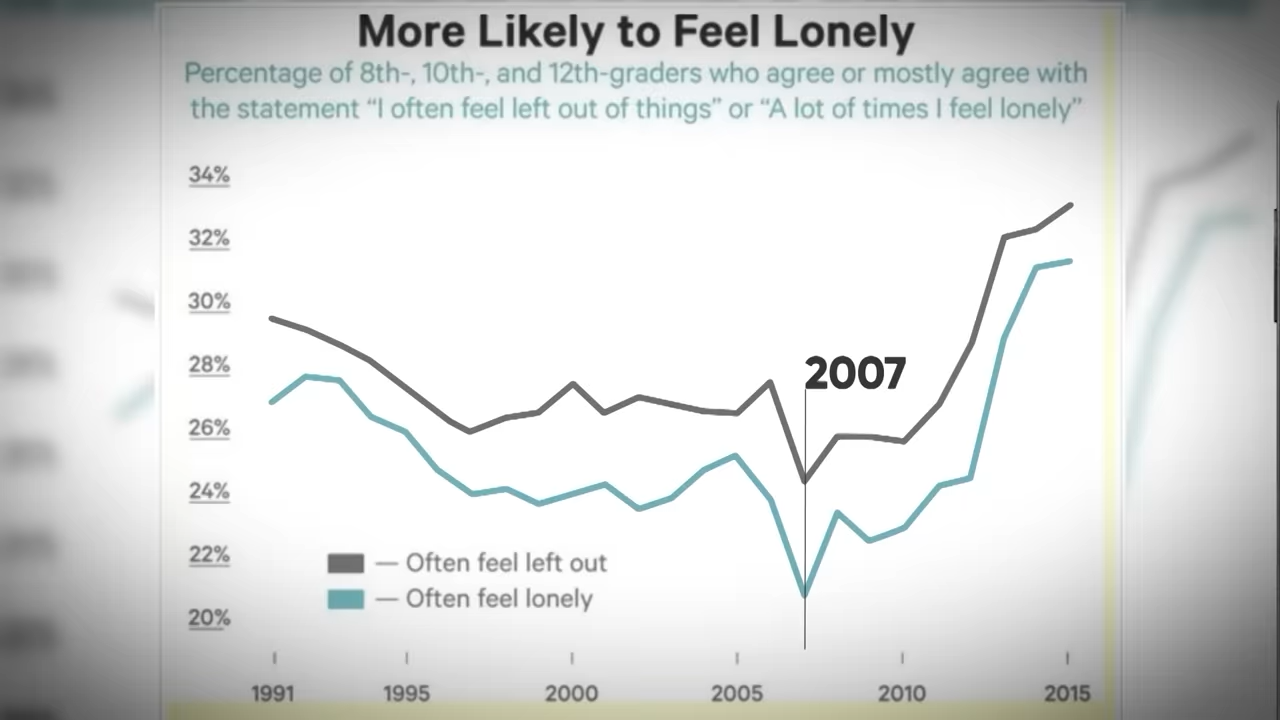 More Likely to Feel Lonely
Percentage of 8th-, 10th-, and 12th-graders who agree or mostly agree with
the statement “I often feel left out of things” or “A lot of times I feel lonely”
34%
32%
30%
28%
2007
26%
24%
22%
— Often feel left out
— Often feel lonely
20%
1991 1995 2000 2005 2010 2015